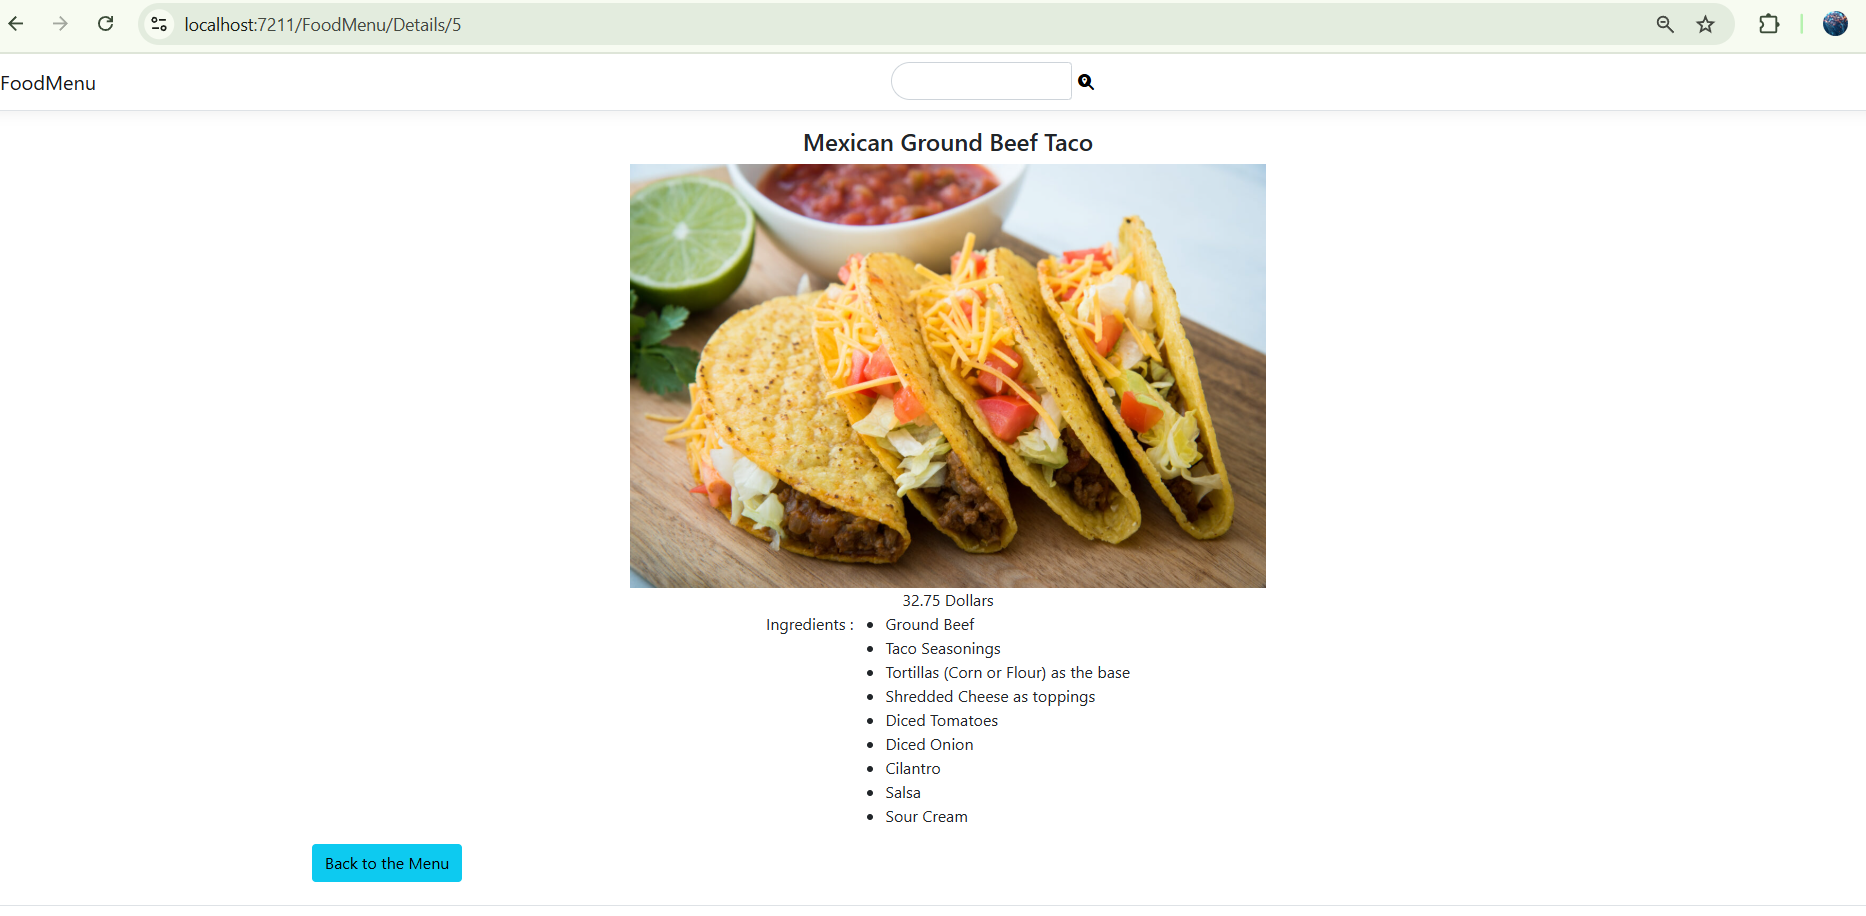 localhost:7211/FoodMenu/Details/5
FoodMenu
Mexican Ground Beef Taco
32.75 Dollars
Ingredients :
Ground Beef
Taco Seasonings
Tortillas (Corn or Flour) as the base
Shredded Cheese as toppings
Diced Tomatoes
Diced Onion
Cilantro
Salsa
Sour Cream
Back to the Menu